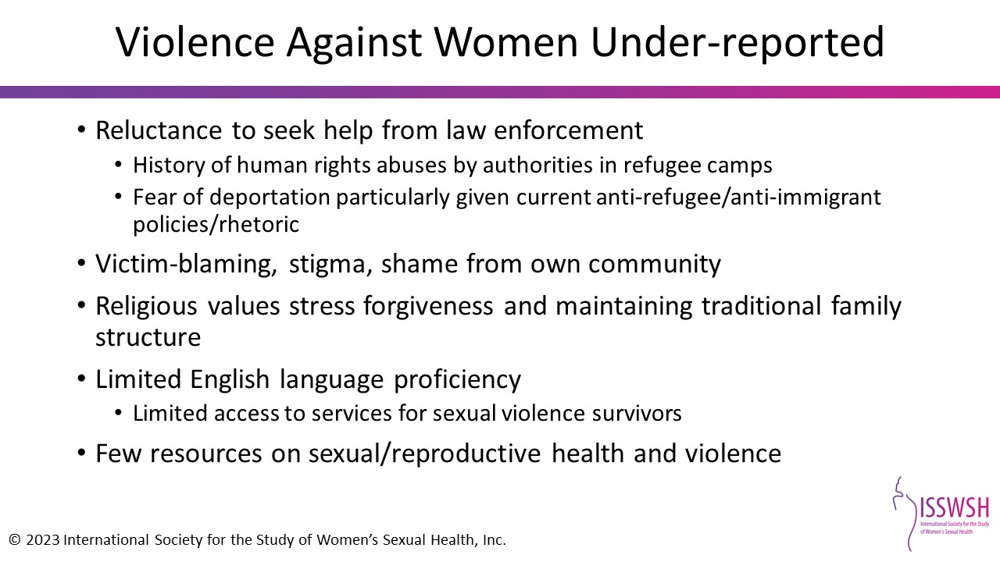 Violence Against Women Under-reported
• Reluctance to seek help from law enforcement
• History of human rights abuses by authorities in refugee camps
• Fear of deportation particularly given current anti-refugee/anti-immigrant
policies/rhetoric
• Victim-blaming, stigma, shame from own community
• Religious values stress forgiveness and maintaining traditional family
structure
• Limited English language proficiency
• Limited access to services for sexual violence survivors
• Few resources on sexual/reproductive health and violence
ISSWSH
International Society for the Study
of Women's Sexual Health
© 2023 International Society for the Study of Women’s Sexual Health, Inc.